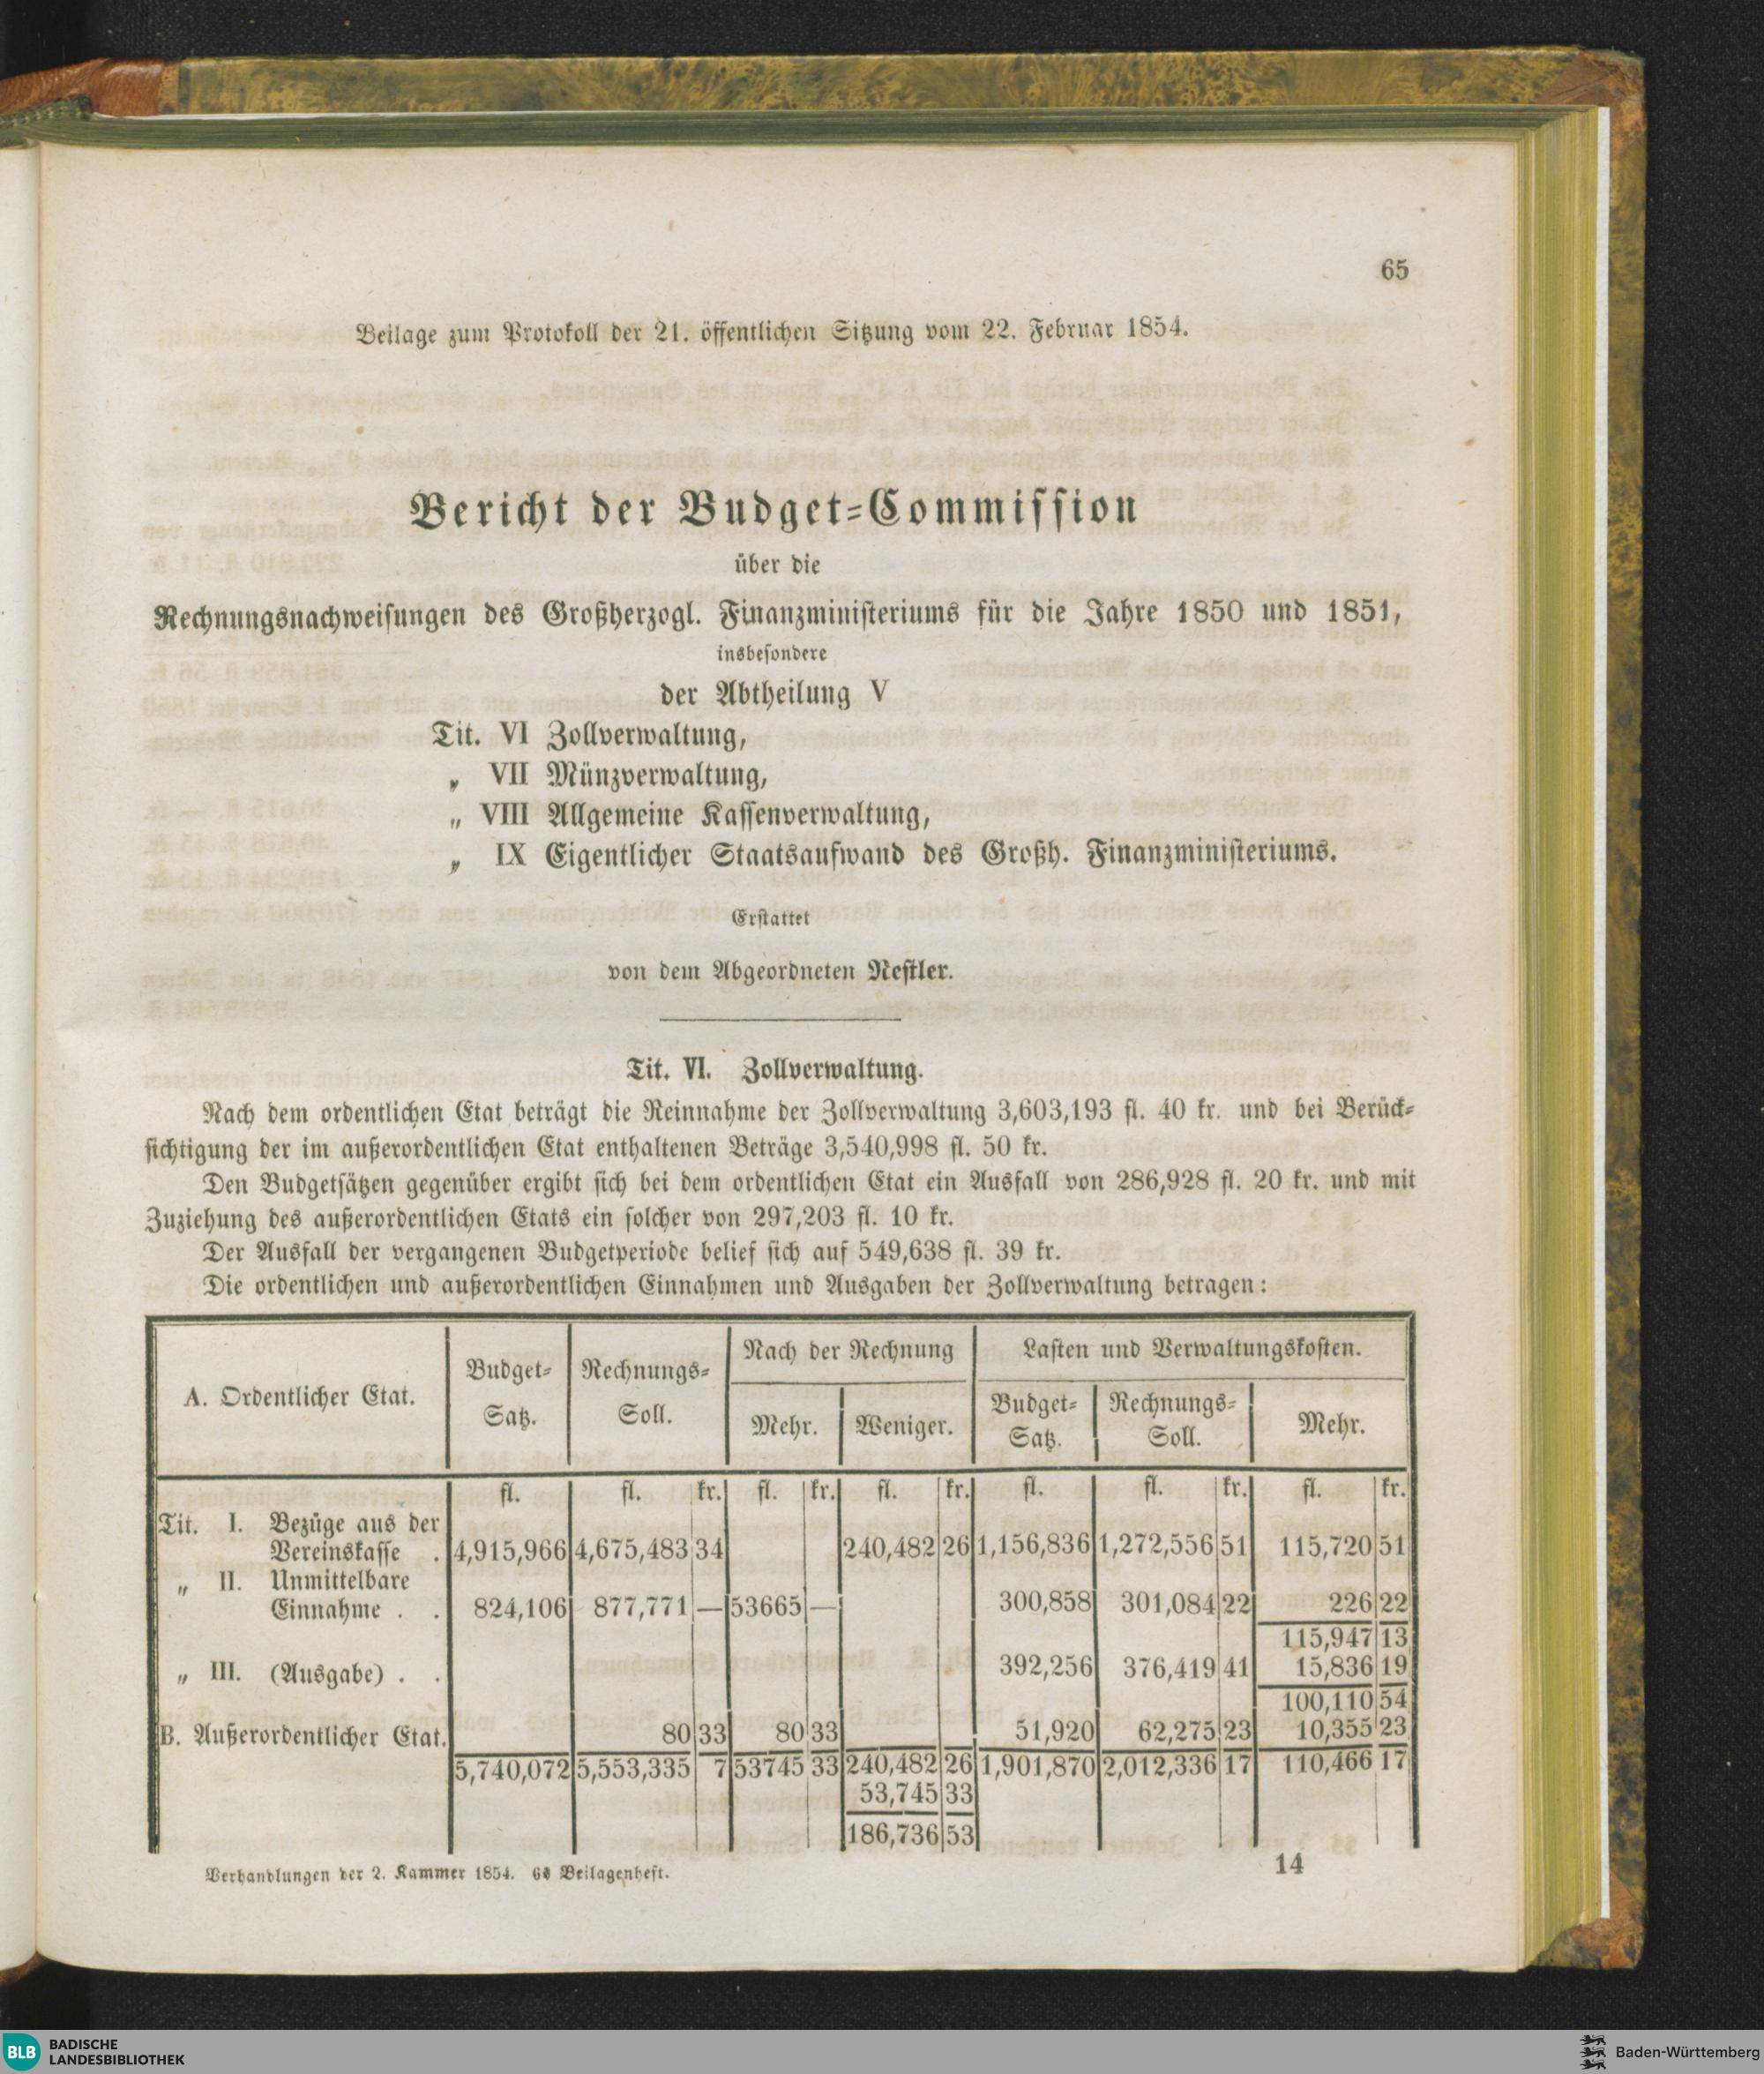 65
Beilage zum Protokoll der 21. öffentlichen Sitzung vom 22. Februar 1854.
Bericht der Budget-Commission
über die
Rechnungsnachweisungen des Großherzogl. Finanzministeriums für die Jahre 1850 und 1851,
insbesondere
der Abtheilung V
Tit. VI Zollverwaltung,
„ VII Münzverwaltung,
„ VIII Allgemeine Kassenverwaltung,
„ IX Eigentlicher Staatsaufwand des Großh. Finanzministeriums.
Erstattet
von dem Abgeordneten Nestler.
Tit. VI. Zollverwaltung.
Nach dem ordentlichen Etat beträgt die Reinnahme der Zollverwaltung 3,603,193 fl. 40 kr. und bei Berück-
sichtigung der im außerordentlichen Etat enthaltenen Beträge 3,540,998 fl. 50 kr.
Den Budgetsätzen gegenüber ergibt sich bei dem ordentlichen Etat ein Ausfall von 286,928 fl. 20 kr. und mit
Zuziehung des außerordentlichen Etats ein solcher von 297,203 fl. 10 kr.
Der Ausfall der vergangenen Budgetperiode belief sich auf 549,638 fl. 39 kr.
Die ordentlichen und außerordentlichen Einnahmen und Ausgaben der Zollverwaltung betragen:
A. Ordentlicher Etat. Budget-Satz. Rechnungs-Soll. Nach der Rechnung Lasten und Verwaltungskosten.
Mehr. Weniger. Budget-Satz. Rechnungs-Soll. Mehr.
fl. fl. kr. fl. kr. fl. kr. fl. fl. kr. fl. kr.
Tit. I. Bezüge aus der
Vereinskasse . 4,915,966 4,675,483 34 240,482 26 1,156,836 1,272,556 51 115,720 51
„ II. Unmittelbare
Einnahme . . 824,106 877,771 — 53665 — 300,858 301,084 22 226 22
115,947 13
„ III. (Ausgabe) . . 392,256 376,419 41 15,836 19
100,110 54
B. Außerordentlicher Etat. 80 33 80 33 51,920 62,275 23 10,355 23
5,740,072 5,553,335 7 53745 33 240,482 26 1,901,870 2,012,336 17 110,466 17
53,745 33
186,736 53
Verhandlungen der 2. Kammer 1854. 6s Beilagenheft.
14
BLB BADISCHE
LANDESBIBLIOTHEK
Baden-Württemberg